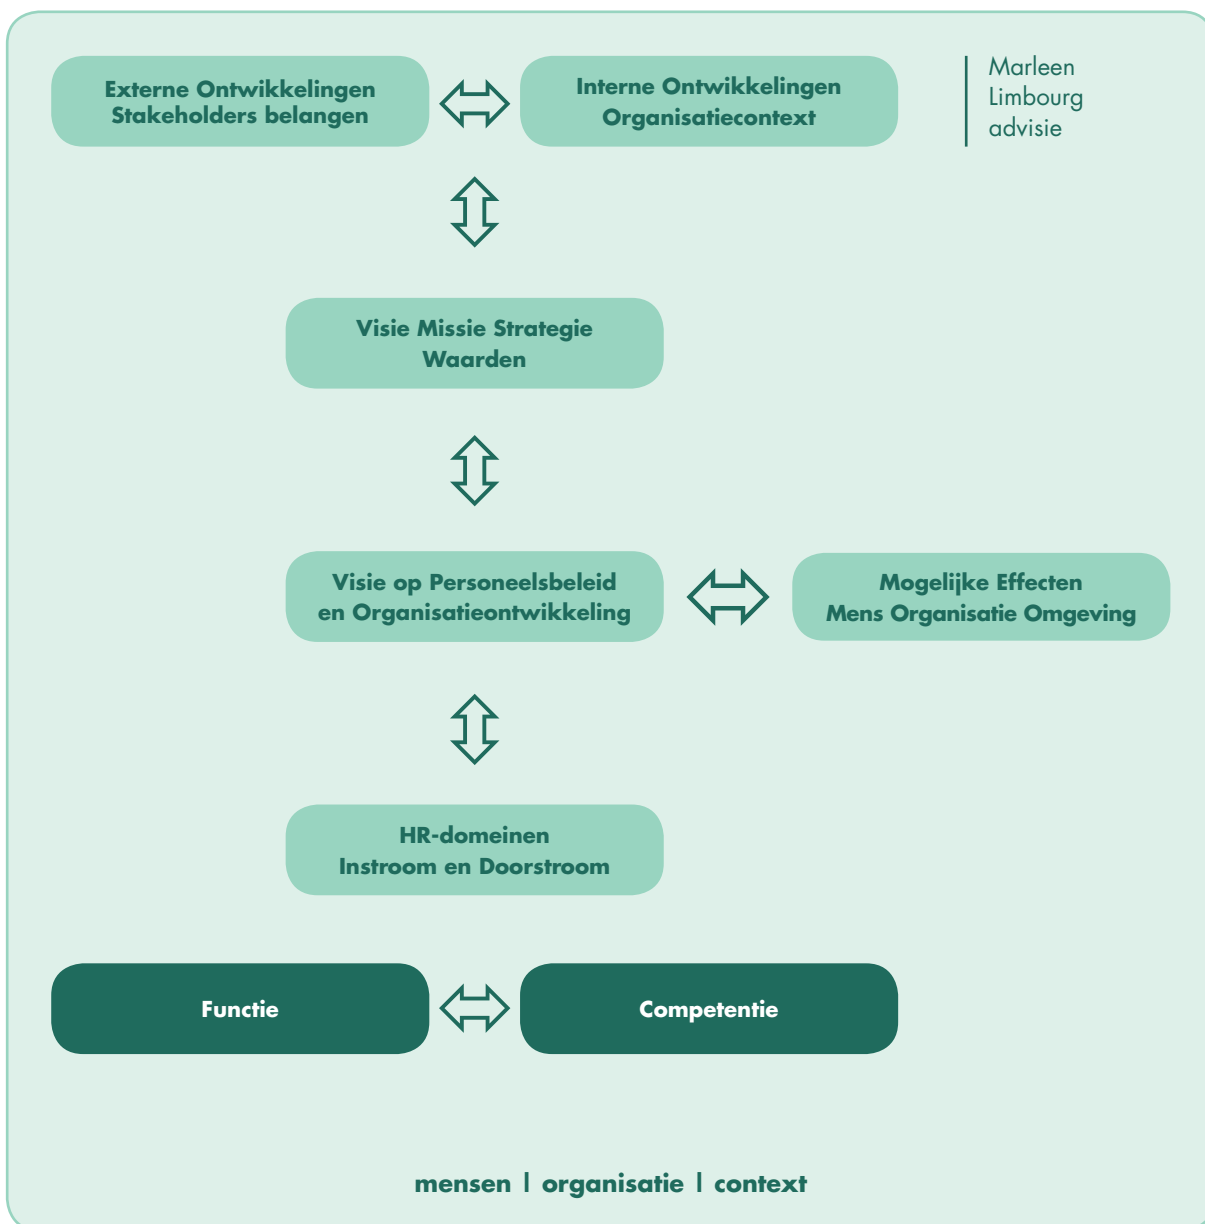 Externe Ontwikkelingen
Stakeholders belangen
Interne Ontwikkelingen
Organisatiecontext
Marleen
Limbourg
advisie
Visie Missie Strategie
Waarden
Visie op Personeelsbeleid
en Organisatieontwikkeling
Mogelijke Effecten
Mens Organisatie Omgeving
HR-domeinen
Instroom en Doorstroom
Functie
Competentie
mensen | organisatie | context